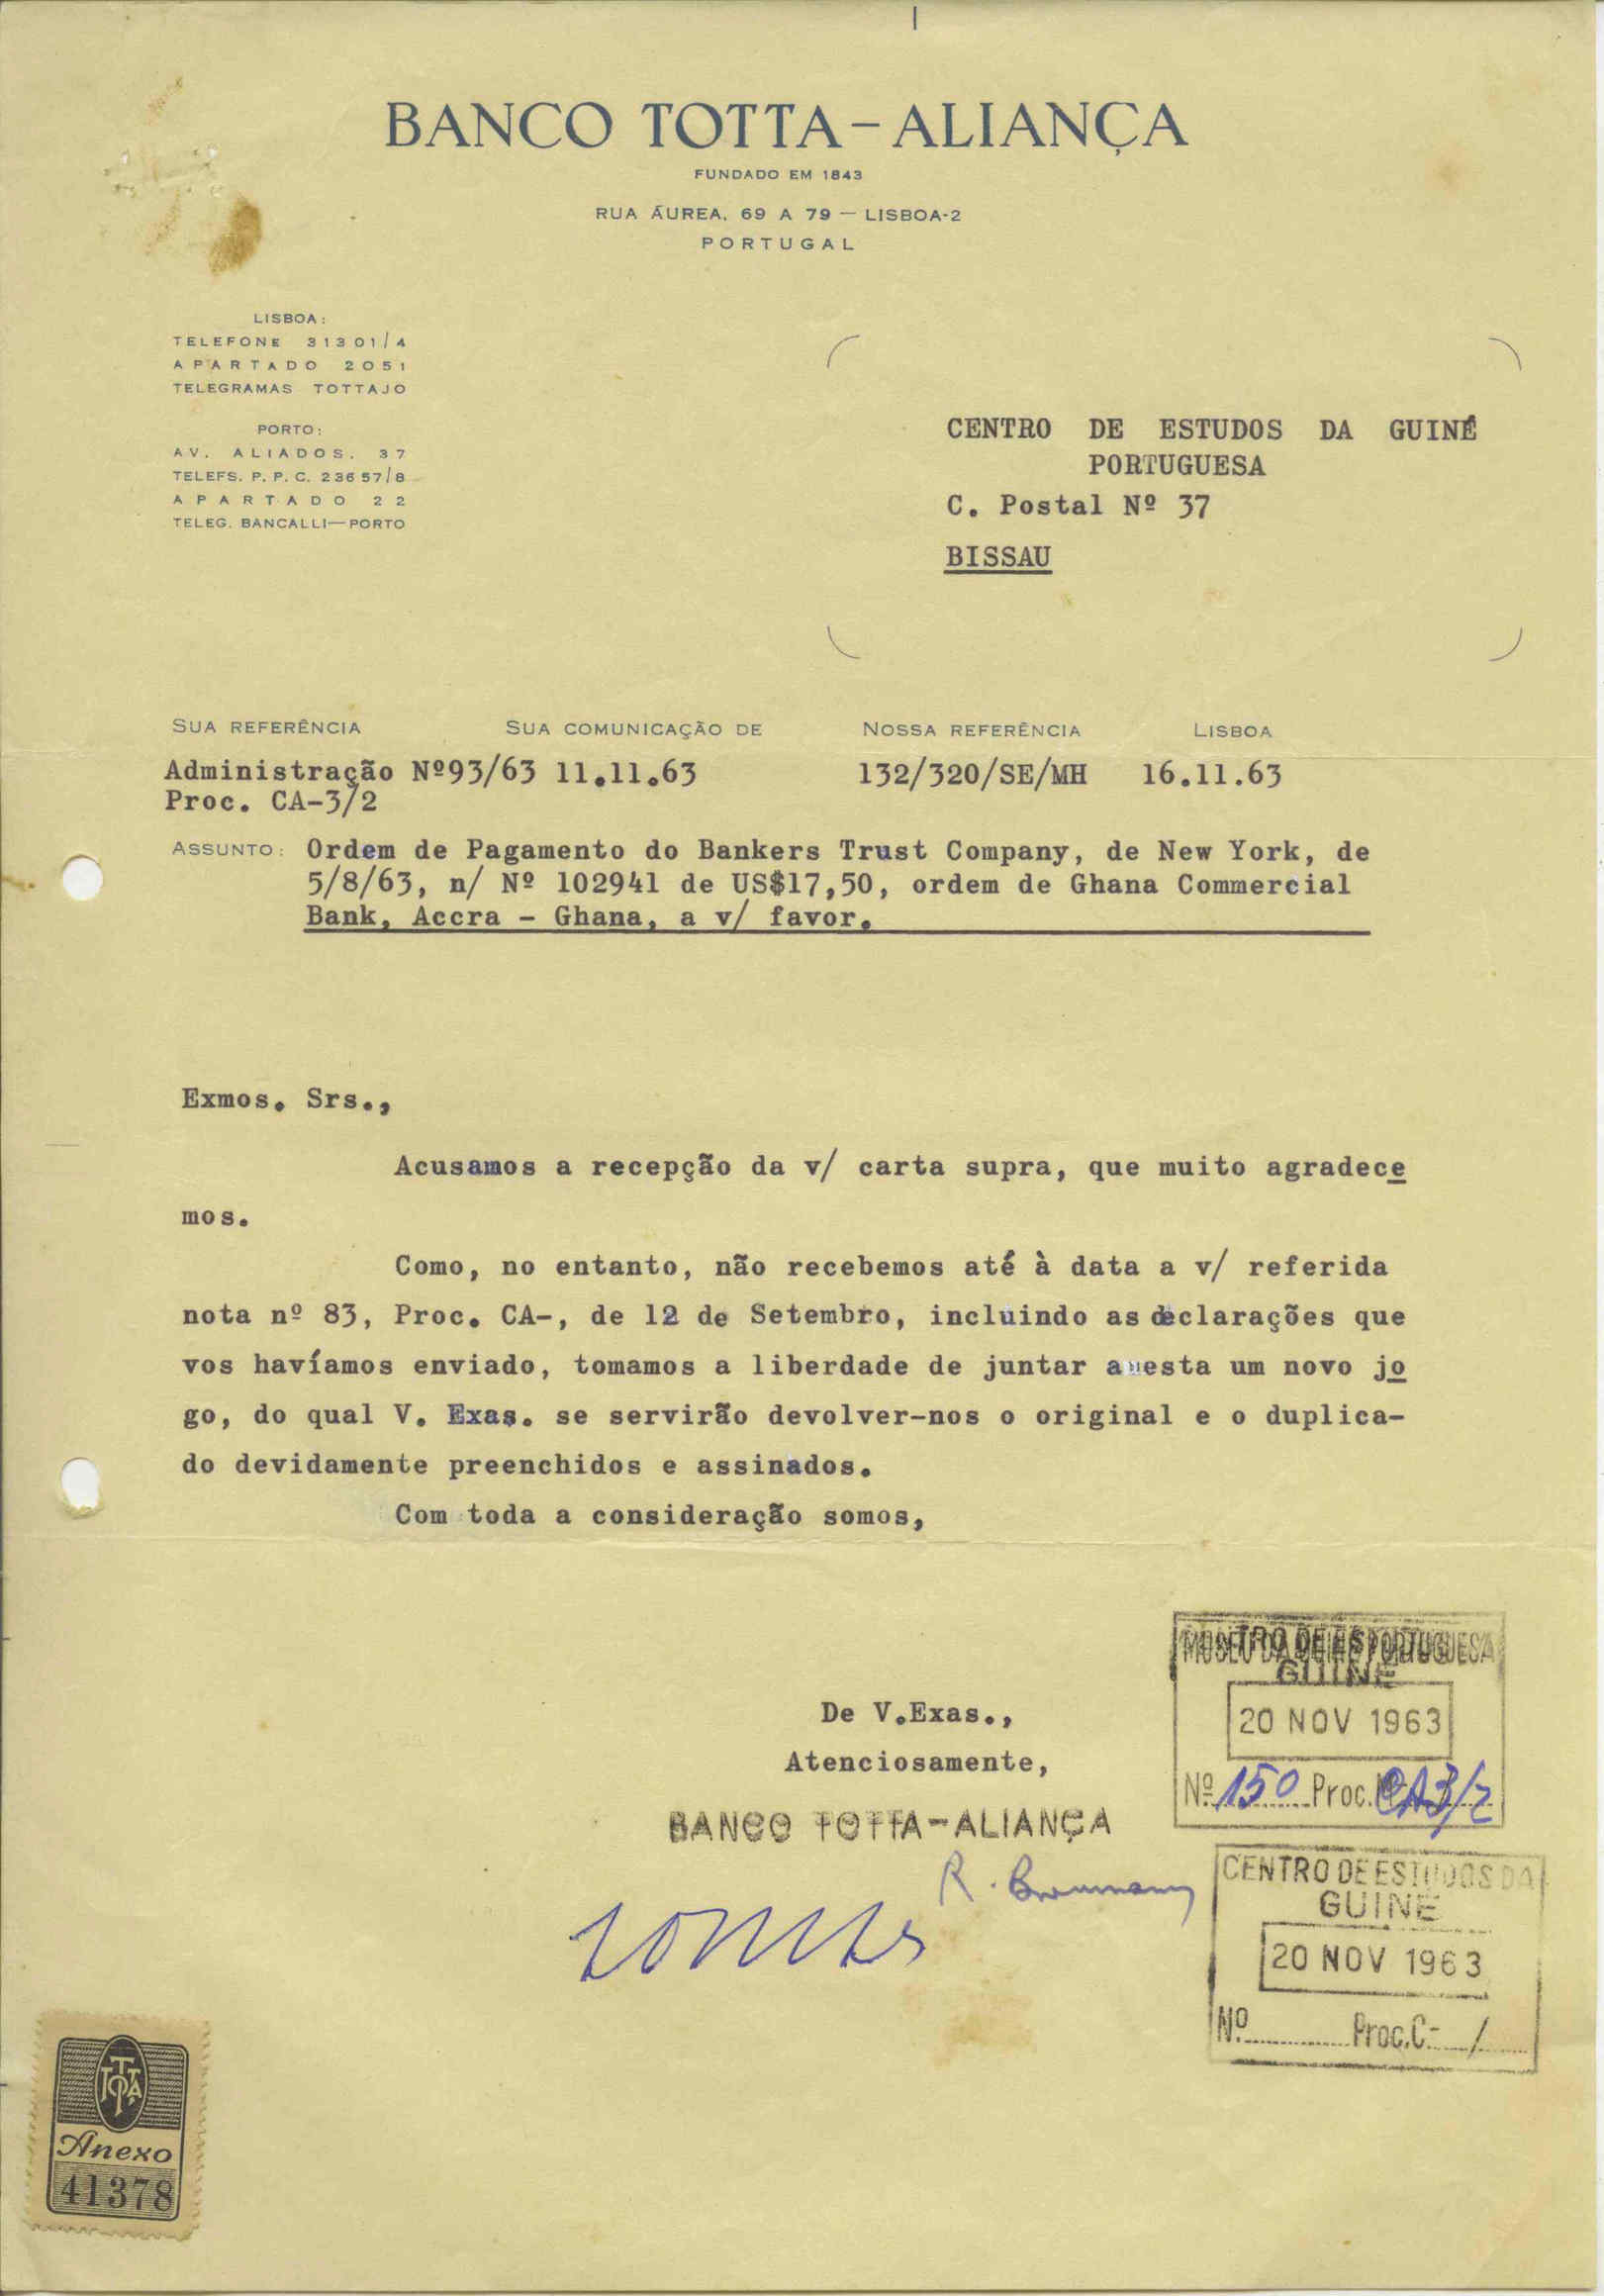 BANCO TOTTA-ALIANÇA
FUNDADO EM 1843
RUA ÁUREA, 69 A 79 — LISBOA-2
PORTUGAL
LISBOA:
TELEFONE 31301/4
APARTADO 2051
TELEGRAMAS TOTTAJO
PORTO:
AV. ALIADOS, 37
TELEFS. P. P. C. 23657/8
APARTADO 22
TELEG. BANCALLI—PORTO
CENTRO DE ESTUDOS DA GUINÉ
PORTUGUESA
C. Postal Nº 37
BISSAU
SUA REFERÊNCIA SUA COMUNICAÇÃO DE NOSSA REFERÊNCIA LISBOA
Administração Nº93/63 11.11.63 132/320/SE/MH 16.11.63
Proc. CA-3/2
ASSUNTO: Ordem de Pagamento do Bankers Trust Company, de New York, de
5/8/63, n/ Nº 102941 de US$17,50, ordem de Ghana Commercial
Bank, Accra - Ghana, a v/ favor.
Exmos. Srs.,
Acusamos a recepção da v/ carta supra, que muito agradece
mos.
Como, no entanto, não recebemos até à data a v/ referida
nota nº 83, Proc. CA-, de 12 de Setembro, incluindo as declarações que
vos havíamos enviado, tomamos a liberdade de juntar a esta um novo jo
go, do qual V. Exas. se servirão devolver-nos o original e o duplica-
do devidamente preenchidos e assinados.
Com toda a consideração somos,
De V.Exas.,
Atenciosamente,
BANCO TOTTA-ALIANÇA
GUINÉ
20 NOV 1963
Nº 150 Proc. CA3/2
CENTRO DE ESTUDOS DA
GUINÉ
20 NOV 1963
Nº Proc.C- /
TOTTA
Anexo
41378